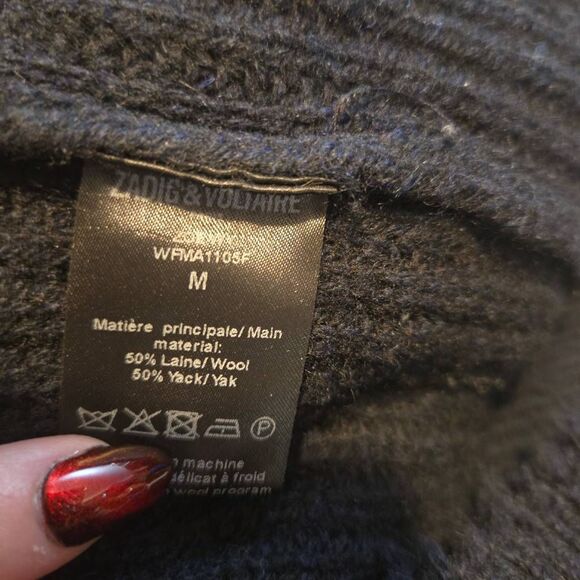 ZADIG&VOLTAIRE
WFMA1105F
M
Matière principale/ Main
material:
50% Laine/ Wool
50% Yack/ Yak
P
machine
délicat à froid
wool program